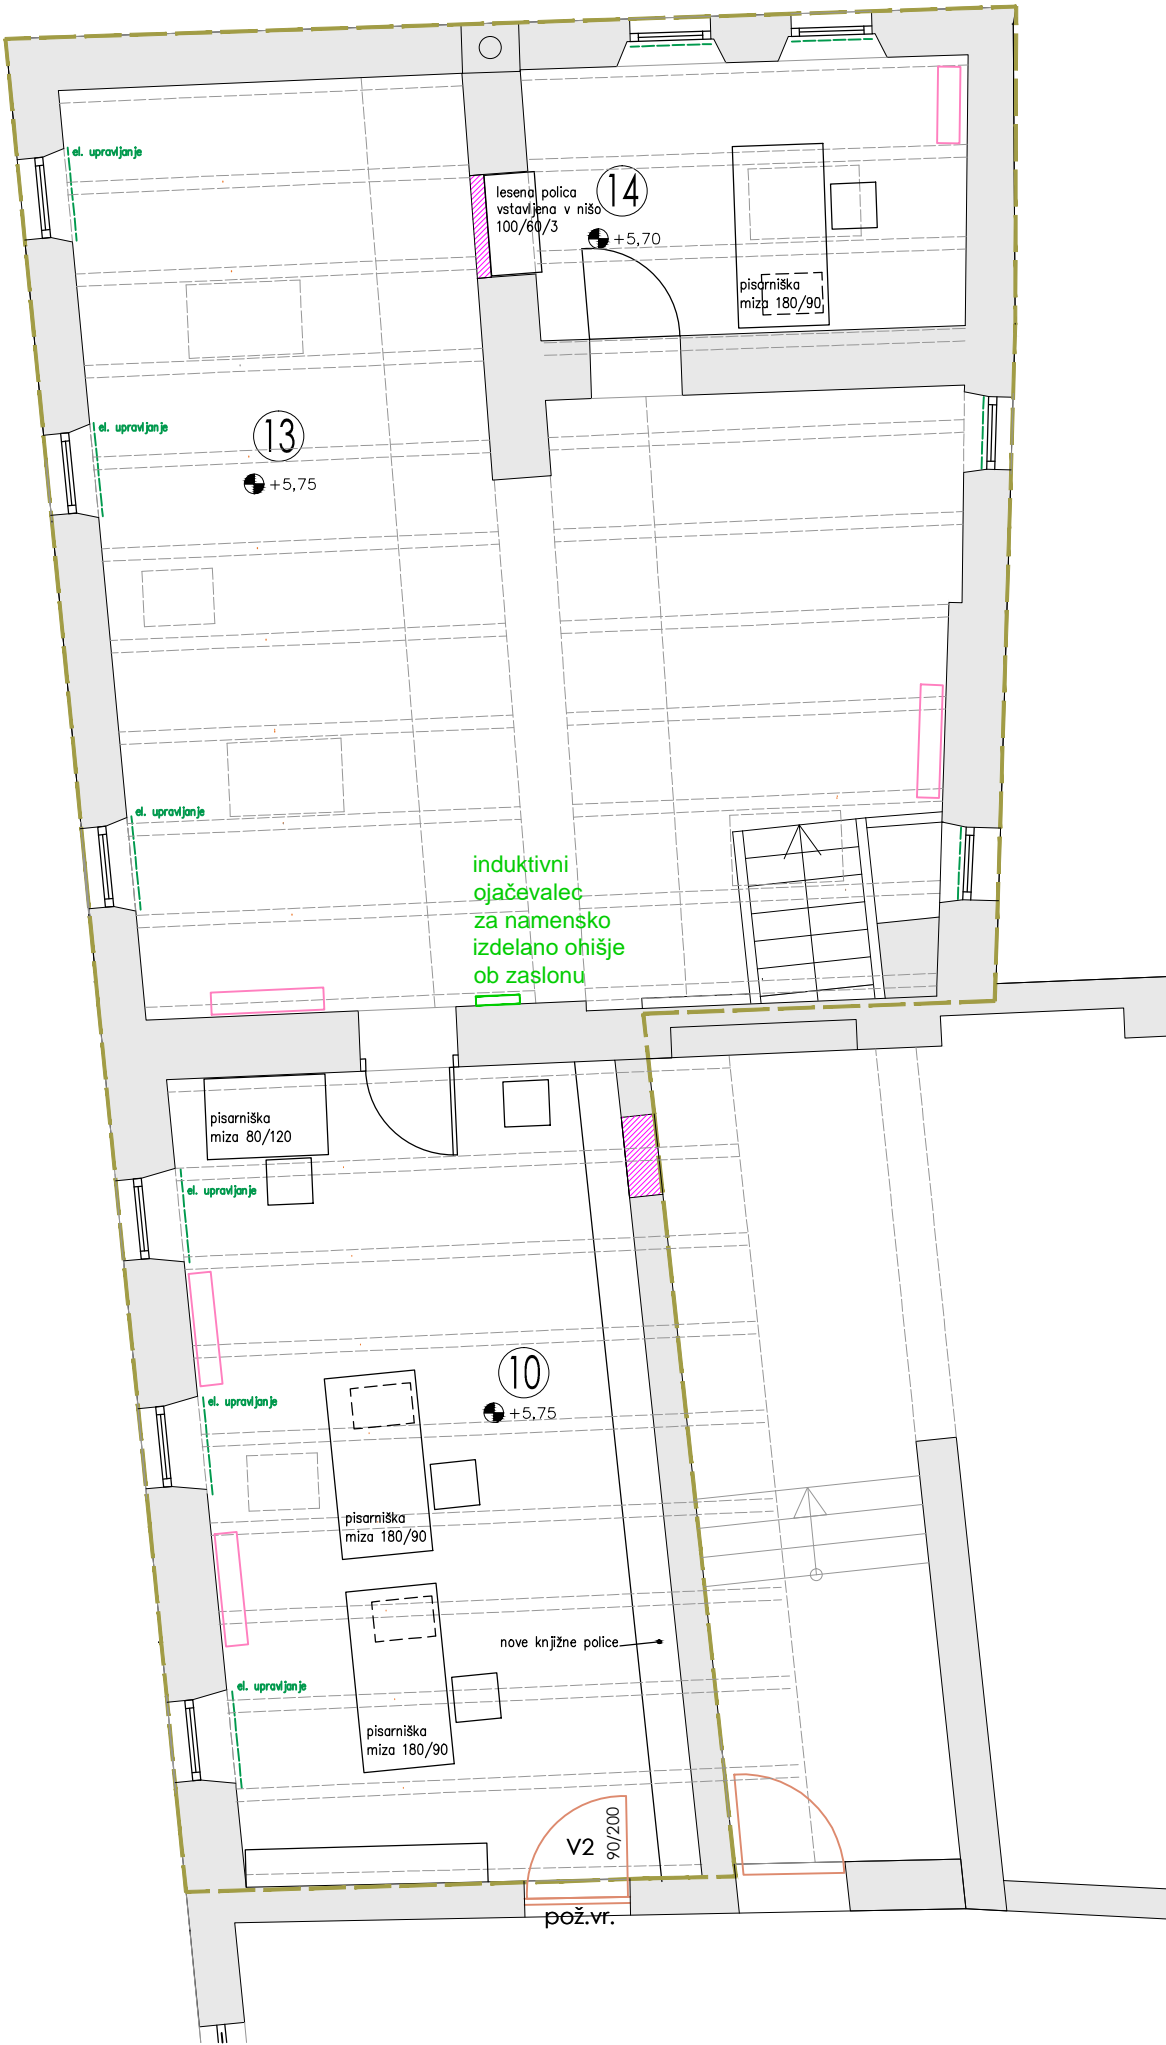 el. upravljanje
lesena polica
vstavljena v nišo
100/60/3
14
+5,70
pisarniška
miza 180/90
el. upravljanje
13
+5,75
el. upravljanje
induktivni
ojačevalec
za namensko
izdelano ohišje
ob zaslonu
pisarniška
miza 80/120
el. upravljanje
10
+5,75
el. upravljanje
pisarniška
miza 180/90
nove knjižne police
el. upravljanje
pisarniška
miza 180/90
V2
90/200
pož.vr.